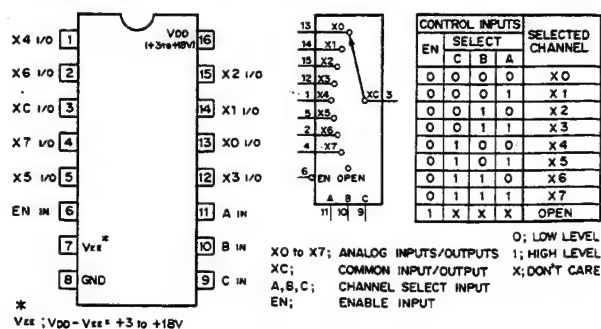 X4 I/O 1
VDD
(+3 to +18V)
16
X6 I/O 2
15 X2 I/O
XC I/O 3
14 X1 I/O
X7 I/O 4
13 X0 I/O
X5 I/O 5
12 X3 I/O
EN IN 6
11 A IN
7 VEE*
10 B IN
8 GND
9 C IN
*
VEE ; VDD - VEE = +3 to +18V
13 X0
14 X1
15 X2
12 X3
1 X4
XC 3
5 X5
2 X6
4 X7
6 EN OPEN
A B C
11 10 9
CONTROL INPUTS SELECTED CHANNEL
EN SELECT
C B A
0 0 0 0 X0
0 0 0 1 X1
0 0 1 0 X2
0 0 1 1 X3
0 1 0 0 X4
0 1 0 1 X5
0 1 1 0 X6
0 1 1 1 X7
1 X X X OPEN
X0 to X7; ANALOG INPUTS/OUTPUTS
XC; COMMON INPUT/OUTPUT
A,B,C; CHANNEL SELECT INPUT
EN; ENABLE INPUT
0; LOW LEVEL
1; HIGH LEVEL
X; DON'T CARE